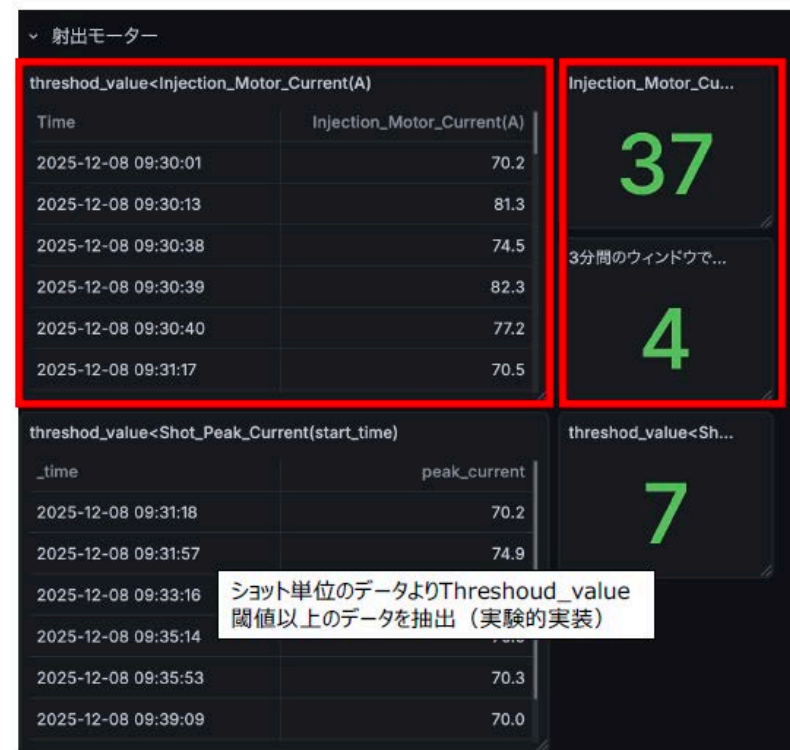 射出モーター
threshod_value<Injection_Motor_Current(A)
Time Injection_Motor_Current(A)
2025-12-08 09:30:01 70.2
2025-12-08 09:30:13 81.3
2025-12-08 09:30:38 74.5
2025-12-08 09:30:39 82.3
2025-12-08 09:30:40 77.2
2025-12-08 09:31:17 70.5
Injection_Motor_Cu...
37
3分間のウィンドウで...
4
threshod_value<Shot_Peak_Current(start_time)
_time peak_current
2025-12-08 09:31:18 70.2
2025-12-08 09:31:57 74.9
2025-12-08 09:33:16
2025-12-08 09:35:14
2025-12-08 09:35:53 70.3
2025-12-08 09:39:09 70.0
ショット単位のデータよりThreshoud_value
閾値以上のデータを抽出（実験的実装）
threshod_value<Sh...
7